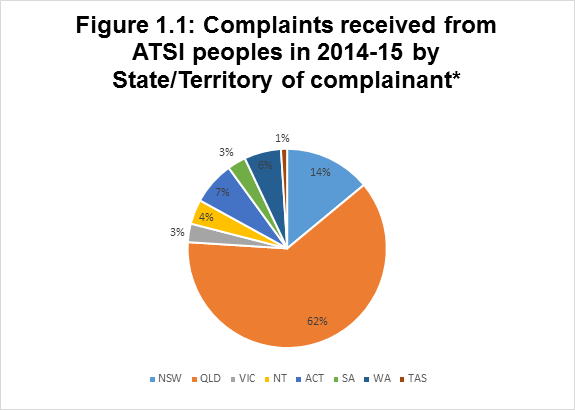 Figure 1.1: Complaints received from
ATSI peoples in 2014-15 by
State/Territory of complainant*
1%
3%
6%
14%
7%
4%
3%
62%
NSW QLD VIC NT ACT SA WA TAS